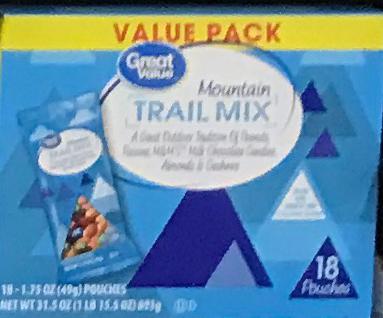 VALUE PACK
Great
Value
Mountain
TRAIL MIX
A Great Outdoor Tradition Of Peanuts,
Raisins, M&M'S Milk Chocolate Candies,
Almonds & Cashews
18
Pouches
18 - 1.75 OZ (49g) POUCHES
NET WT 31.5 OZ (1 LB 15.5 OZ) 893g